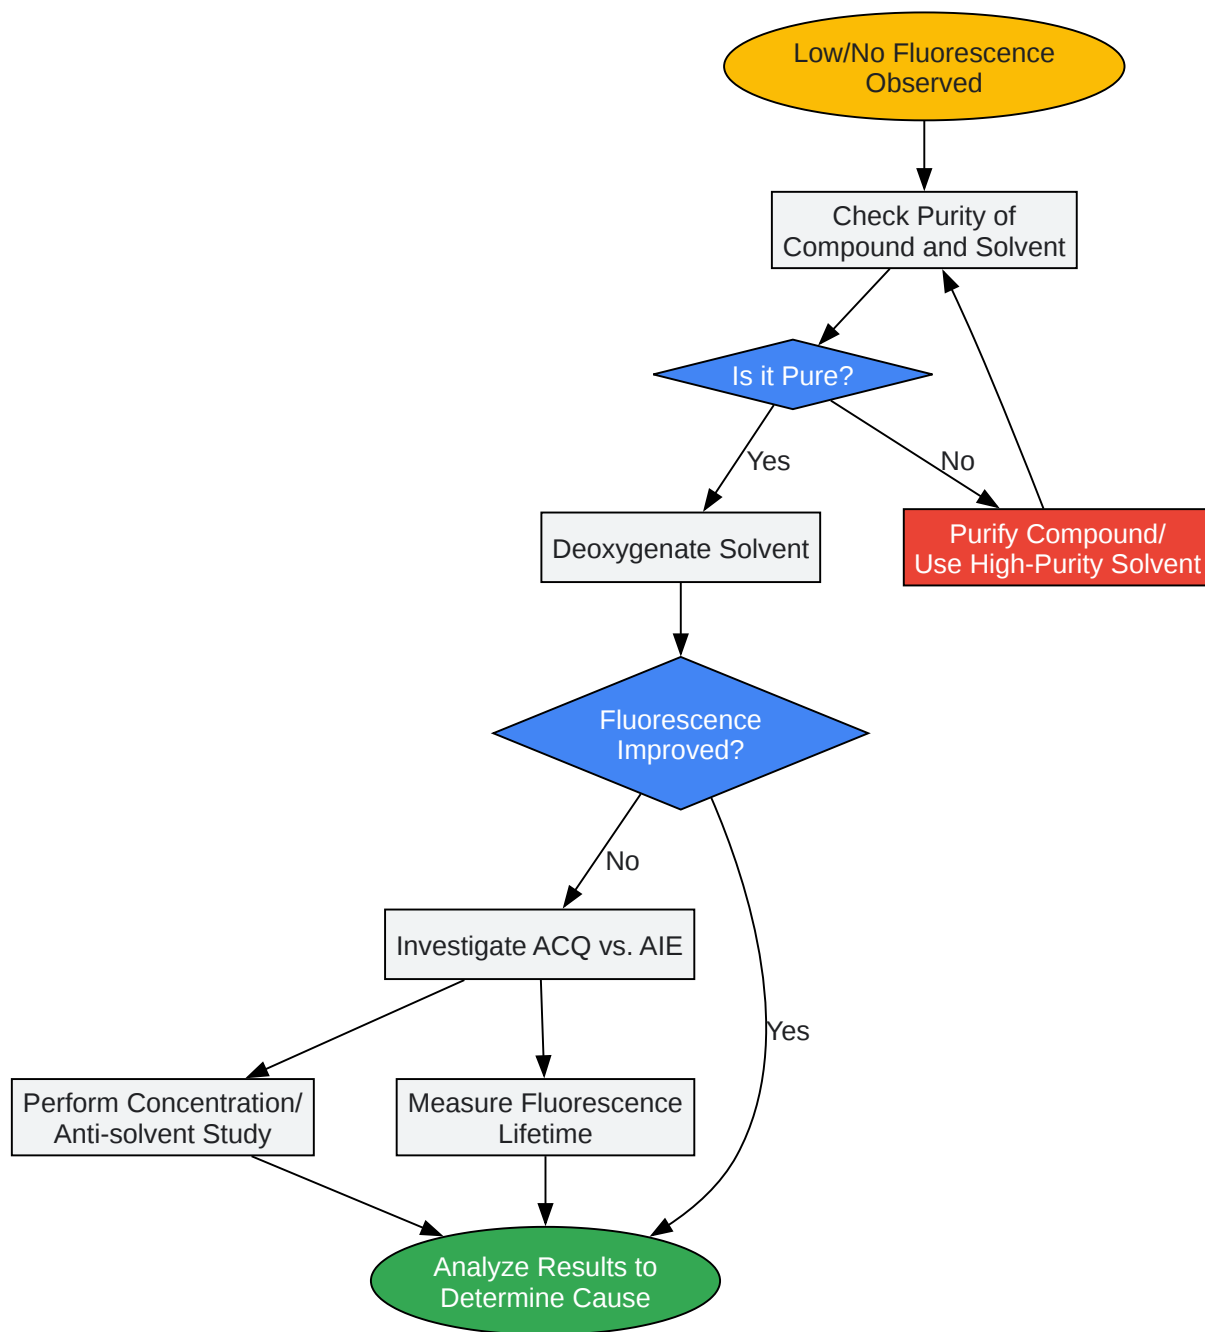 Low/No Fluorescence
Observed
Check Purity of
Compound and Solvent
Is it Pure?
Yes
No
Deoxygenate Solvent
Purify Compound/
Use High-Purity Solvent
Fluorescence
Improved?
No
Investigate ACQ vs. AIE
Yes
Perform Concentration/
Anti-solvent Study
Measure Fluorescence
Lifetime
Analyze Results to
Determine Cause